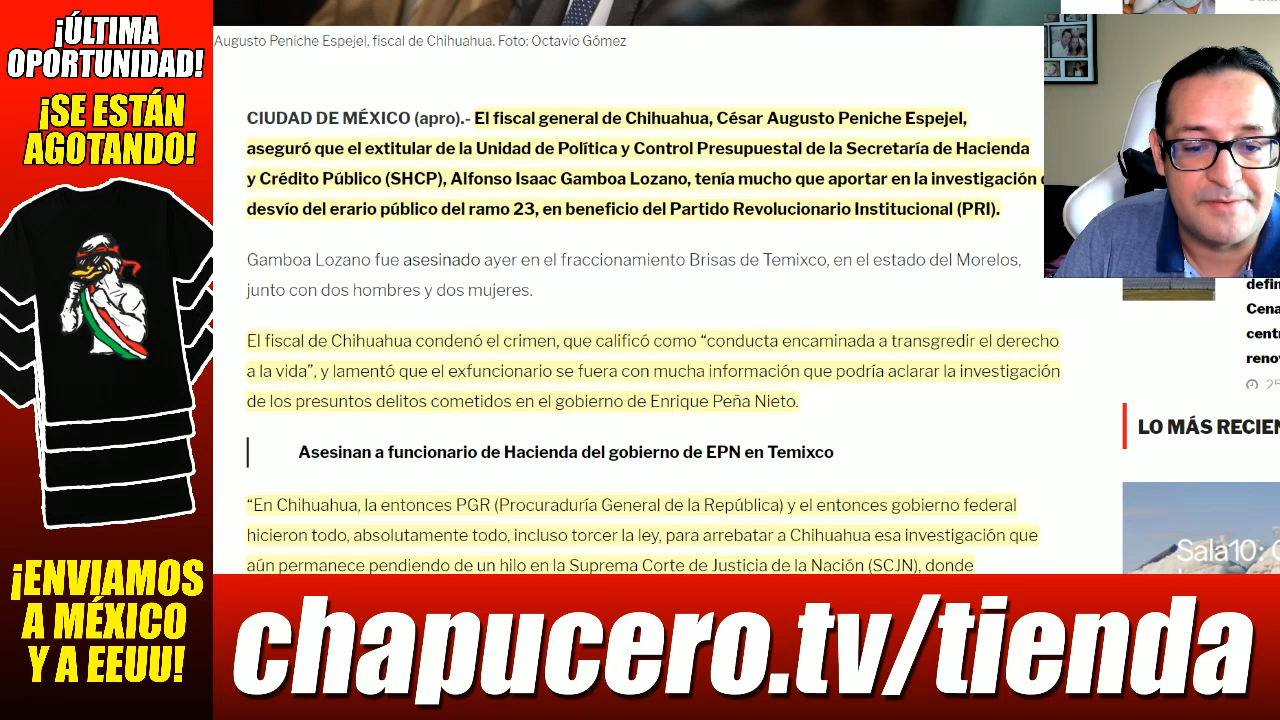 ¡ÚLTIMA
OPORTUNIDAD!
¡SE ESTÁN
AGOTANDO!
¡ENVIAMOS
A MÉXICO
Y A EEUU!
Augusto Peniche Espejel, fiscal de Chihuahua. Foto: Octavio Gómez
CIUDAD DE MÉXICO (apro).- El fiscal general de Chihuahua, César Augusto Peniche Espejel,
aseguró que el extitular de la Unidad de Política y Control Presupuestal de la Secretaría de Hacienda
y Crédito Público (SHCP), Alfonso Isaac Gamboa Lozano, tenía mucho que aportar en la investigación
desvío del erario público del ramo 23, en beneficio del Partido Revolucionario Institucional (PRI).
Gamboa Lozano fue asesinado ayer en el fraccionamiento Brisas de Temixco, en el estado del Morelos,
junto con dos hombres y dos mujeres.
El fiscal de Chihuahua condenó el crimen, que calificó como “conducta encaminada a transgredir el derecho
a la vida”, y lamentó que el exfuncionario se fuera con mucha información que podría aclarar la investigación
de los presuntos delitos cometidos en el gobierno de Enrique Peña Nieto.
Asesinan a funcionario de Hacienda del gobierno de EPN en Temixco
“En Chihuahua, la entonces PGR (Procuraduría General de la República) y el entonces gobierno federal
hicieron todo, absolutamente todo, incluso torcer la ley, para arrebatar a Chihuahua esa investigación que
aún permanece pendiendo de un hilo en la Suprema Corte de Justicia de la Nación (SCJN), donde
defin
Cena
centr
renov
25
LO MÁS RECIEN
Sala10:
chapucero.tv/tienda